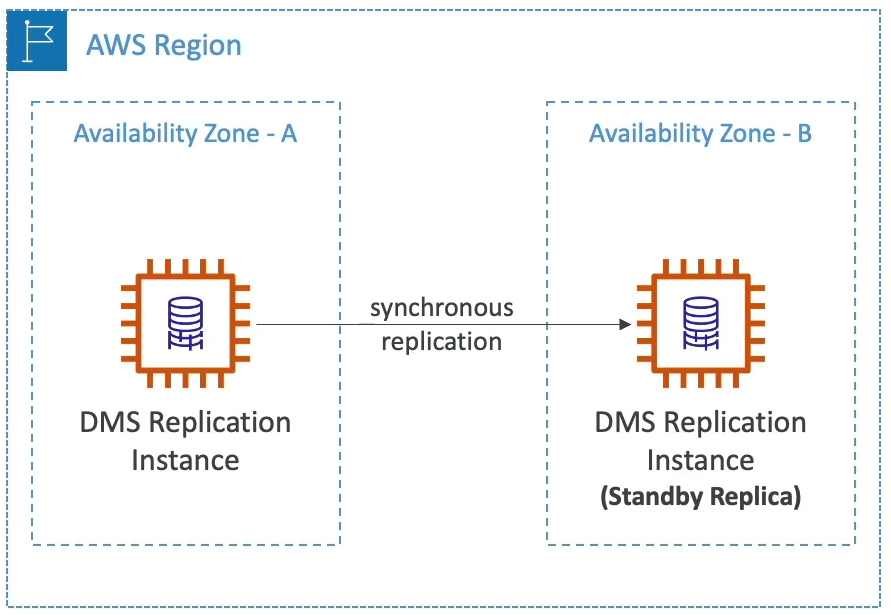 AWS Region
Availability Zone - A
Availability Zone - B
synchronous
replication
DMS Replication
Instance
DMS Replication
Instance
(Standby Replica)